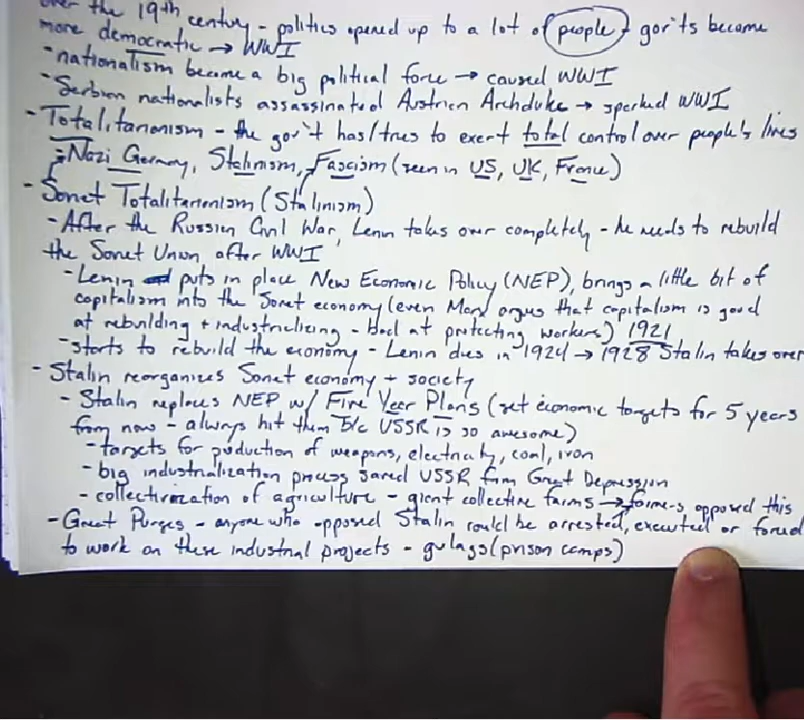 over the 19th century - politics opened up to a lot of people - gov'ts become
more democratic → WWI
- nationalism became a big political force → caused WWI
- Serbian nationalists assassinated Austrian Archduke → sparked WWI
- Totalitarianism - the gov't has/tries to exert total control over people's lives
- Nazi Germany, Stalinism, Fascism (seen in US, UK, France)
- Soviet Totalitarianism (Stalinism)
- After the Russian Civil War, Lenin takes over completely - he needs to rebuild
the Soviet Union after WWI
- Lenin puts in place New Economic Policy (NEP), brings a little bit of
capitalism into the Soviet economy (even Marx argues that capitalism is good
at rebuilding + industrializing - bad at protecting workers) 1921
- starts to rebuild the economy - Lenin dies in 1924 → 1928 Stalin takes over
- Stalin reorganizes Soviet economy + society
- Stalin replaces NEP w/ Five Year Plans (set economic targets for 5 years
from now - always hit them b/c USSR is so awesome)
- targets for production of weapons, electricity, coal, iron
- big industrialization process saved USSR from Great Depression
- collectivization of agriculture - giant collective farms → farmers opposed this
- Great Purges - anyone who opposed Stalin could be arrested, executed or forced
to work on these industrial projects - gulags (prison camps)